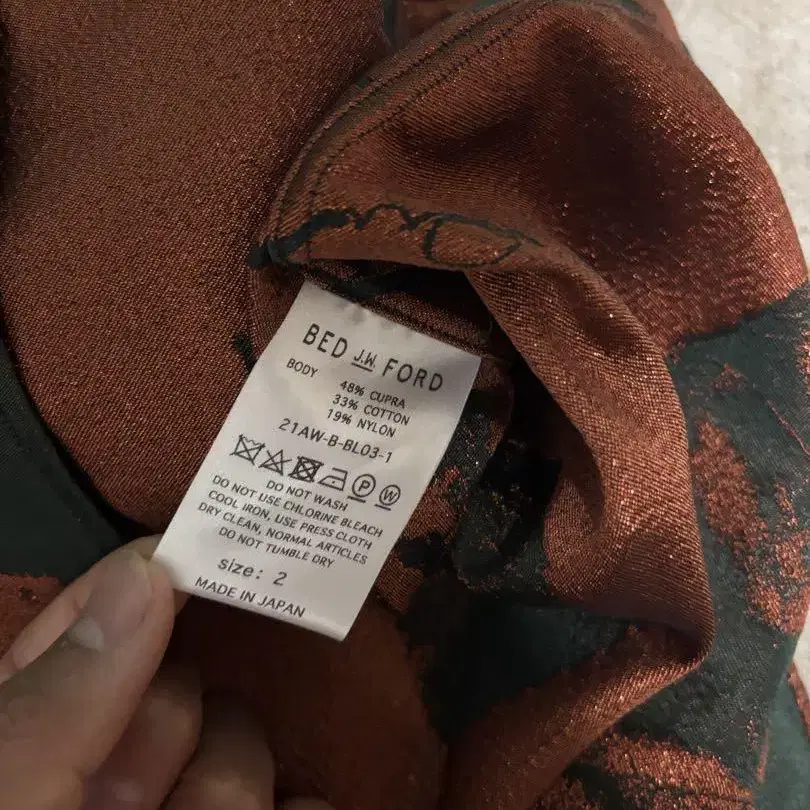 BED J.W. FORD
BODY 48% CUPRA
33% COTTON
19% NYLON
21AW-B-BL03-1
P W
DO NOT WASH
DO NOT USE CHLORINE BLEACH
COOL IRON, USE PRESS CLOTH
DRY CLEAN, NORMAL ARTICLES
DO NOT TUMBLE DRY
size: 2
MADE IN JAPAN